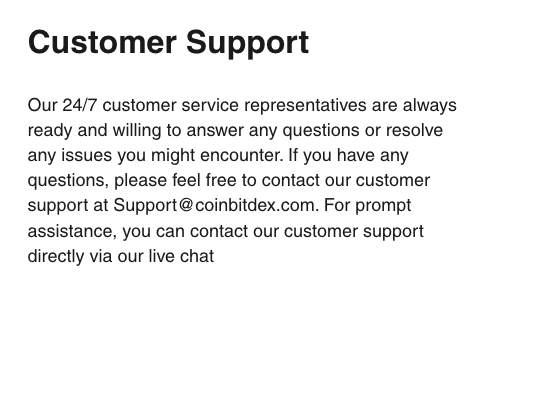 Customer Support
Our 24/7 customer service representatives are always
ready and willing to answer any questions or resolve
any issues you might encounter. If you have any
questions, please feel free to contact our customer
support at Support@coinbitdex.com. For prompt
assistance, you can contact our customer support
directly via our live chat